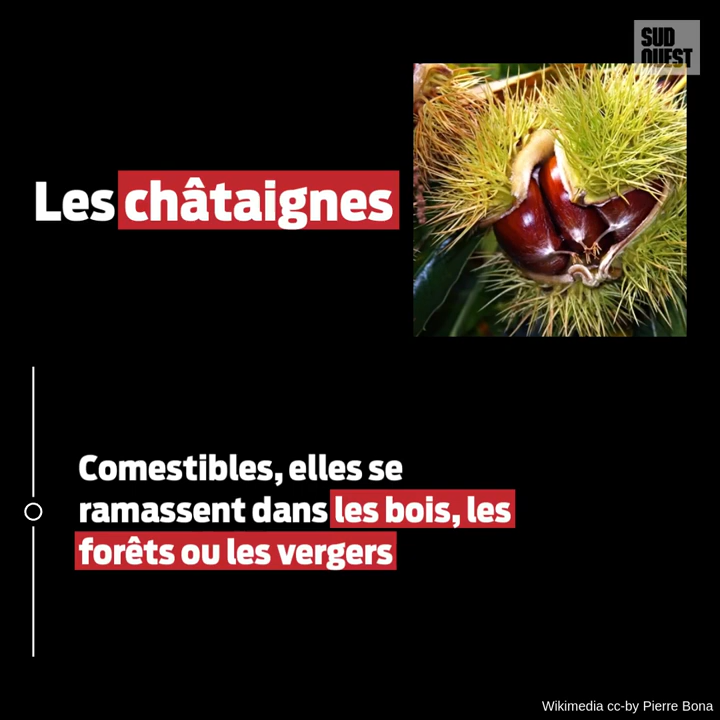 SUD
OUEST
Les châtaignes
Comestibles, elles se
ramassent dans les bois, les
forêts ou les vergers
Wikimedia cc-by Pierre Bona